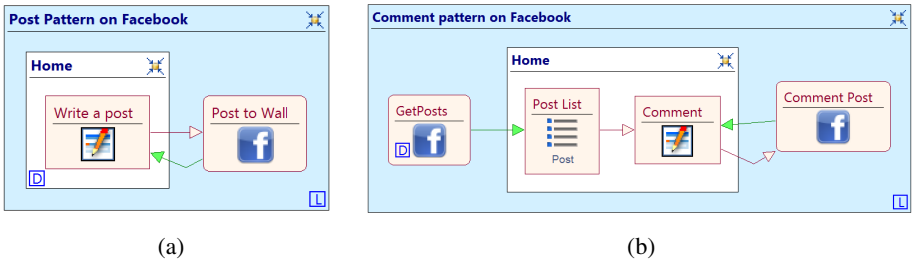 Post Pattern on Facebook
Home
Write a post
Post to Wall
f
D
L
(a)
Comment pattern on Facebook
Home
GetPosts
D
f
Post List
Post
Comment
Comment Post
f
L
(b)